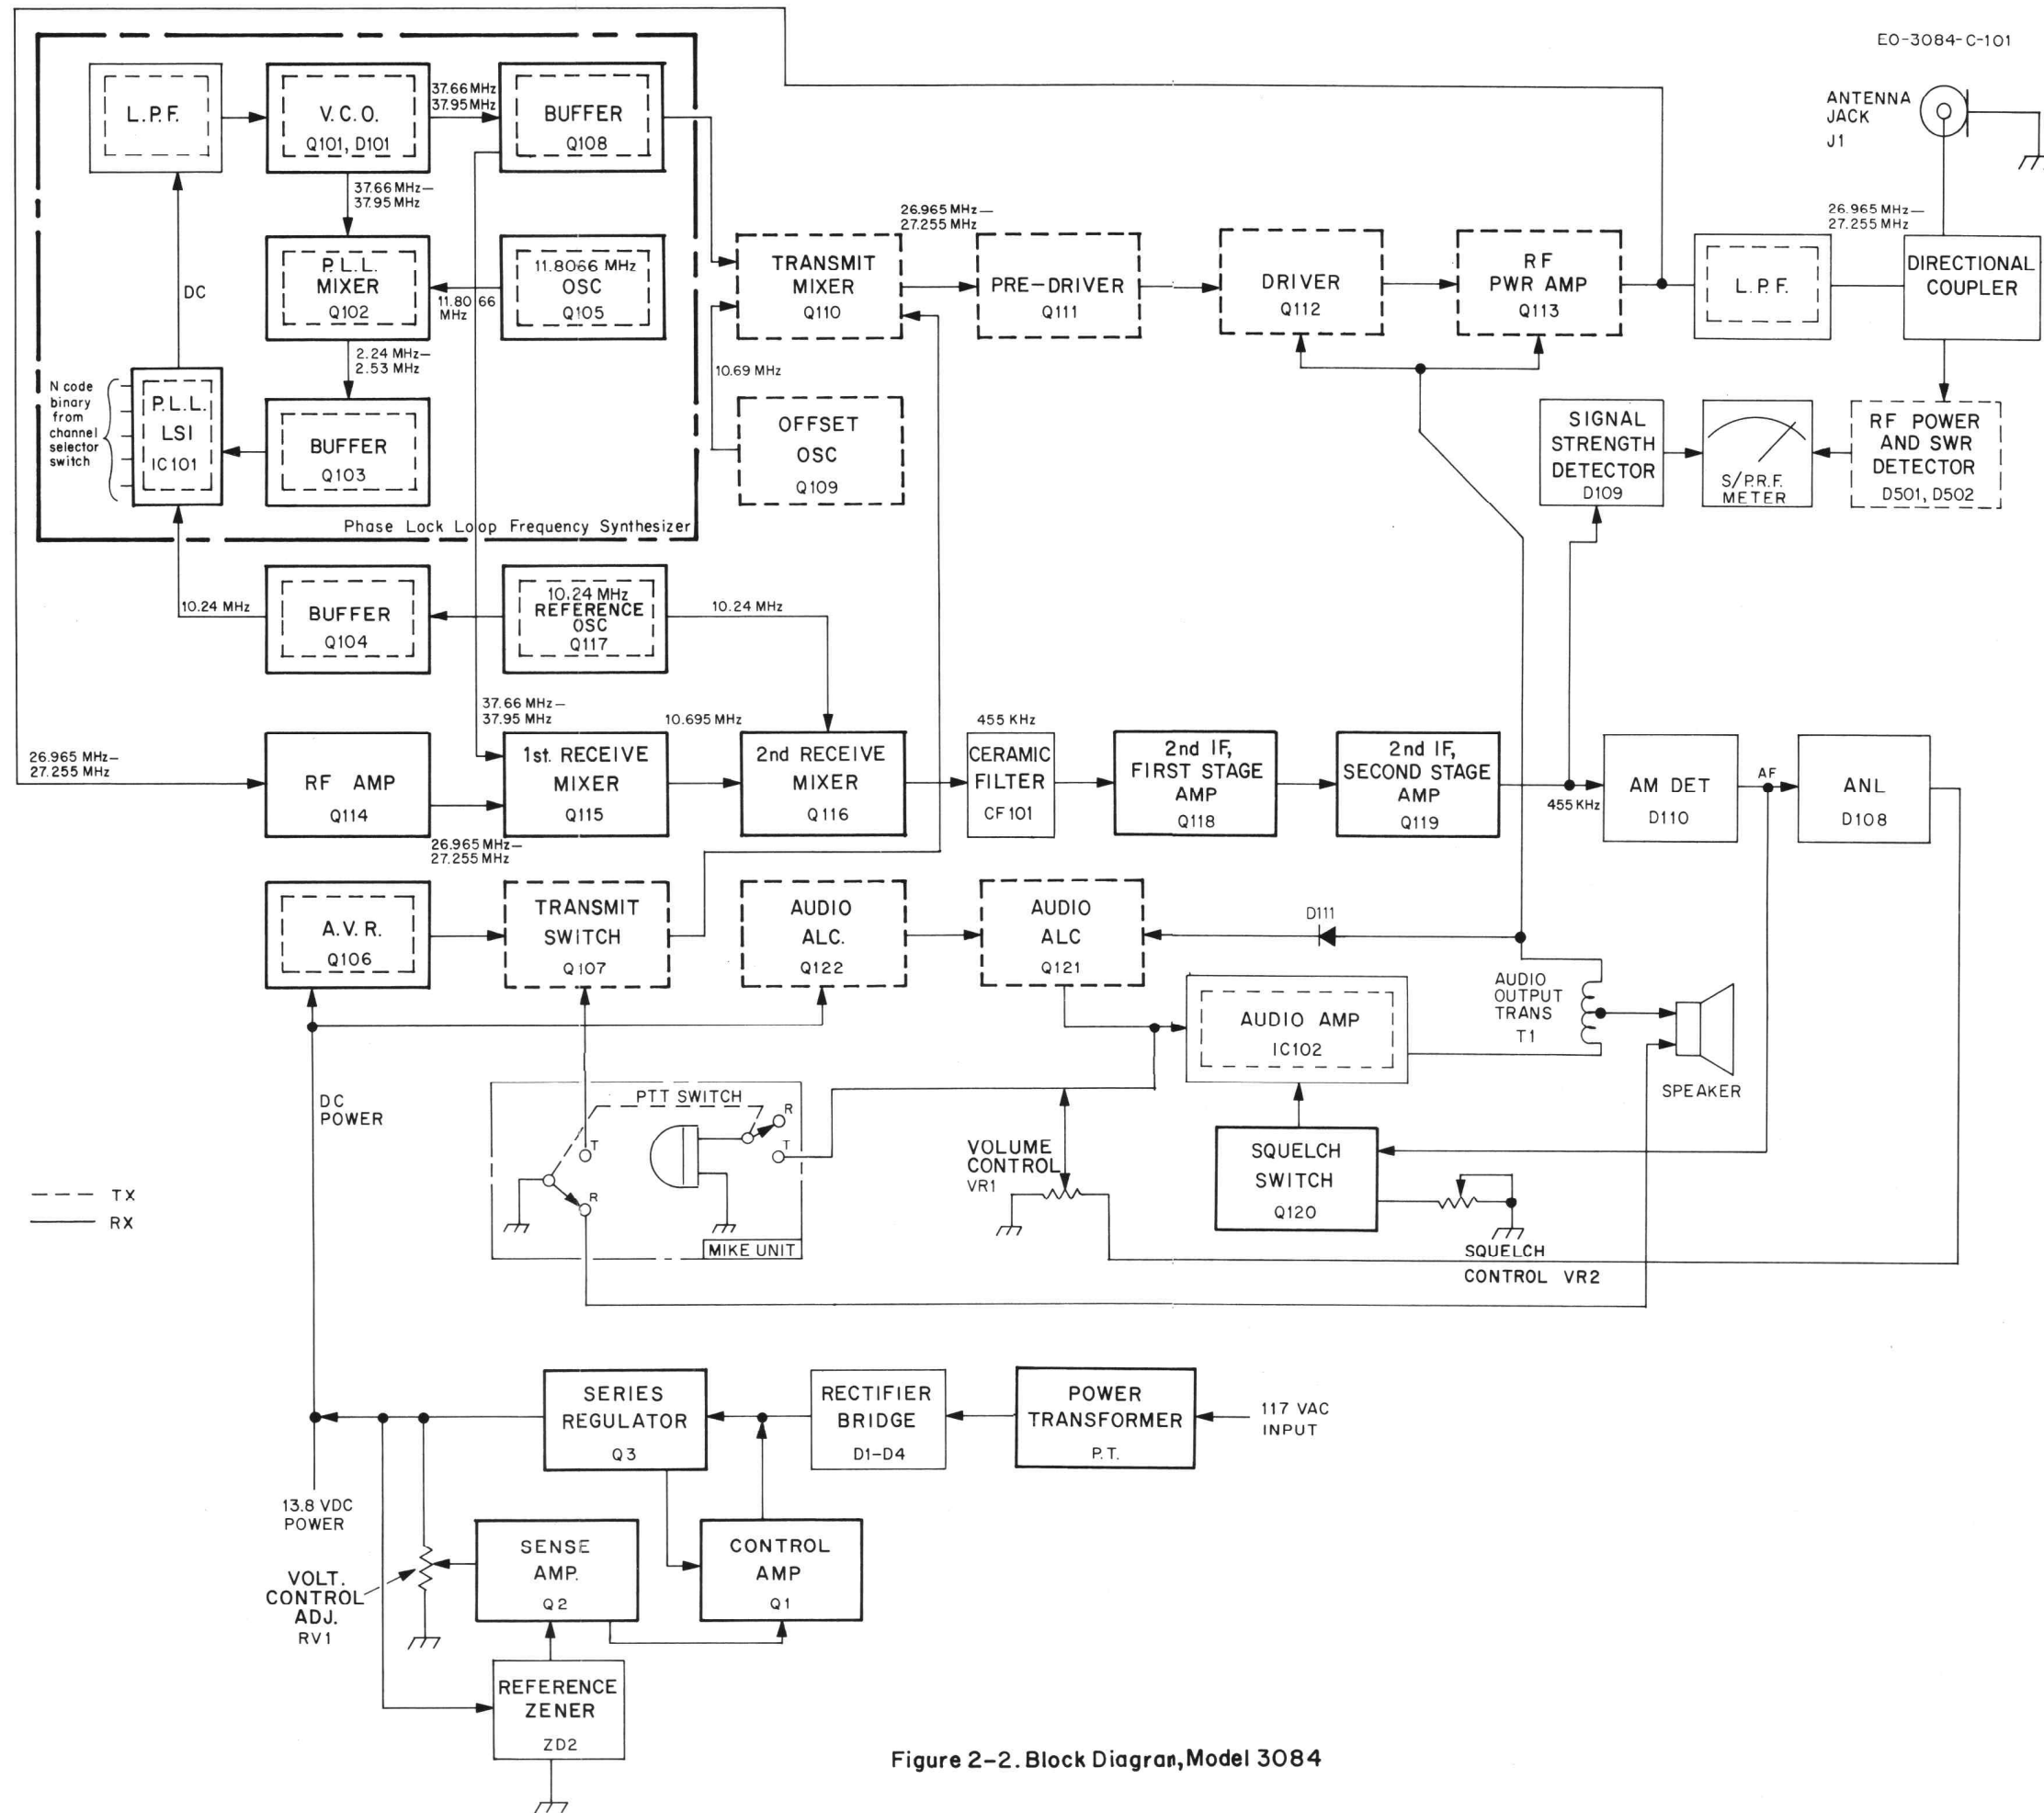 EO-3084-C-101
ANTENNA
JACK
J1
L.P.F.
V.C.O.
Q101, D101
37.66 MHz
37.95 MHz
BUFFER
Q108
37.66 MHz—
37.95 MHz
P.L.L.
MIXER
Q102
11.8066 MHz
OSC
Q105
11.8066
MHz
DC
2.24 MHz—
2.53 MHz
N code
binary
from
channel
selector
switch
P.L.L.
LSI
IC101
BUFFER
Q103
Phase Lock Loop Frequency Synthesizer
TRANSMIT
MIXER
Q110
26.965 MHz—
27.255 MHz
PRE-DRIVER
Q111
DRIVER
Q112
RF
PWR AMP
Q113
L.P.F.
26.965 MHz—
27.255 MHz
DIRECTIONAL
COUPLER
10.69 MHz
OFFSET
OSC
Q109
SIGNAL
STRENGTH
DETECTOR
D109
S/P.R.F.
METER
RF POWER
AND SWR
DETECTOR
D501, D502
10.24 MHz
BUFFER
Q104
10.24 MHz
REFERENCE
OSC
Q117
10.24 MHz
26.965 MHz—
27.255 MHz
RF AMP
Q114
37.66 MHz—
37.95 MHz
1st. RECEIVE
MIXER
Q115
26.965 MHz—
27.255 MHz
10.695 MHz
2nd RECEIVE
MIXER
Q116
455 KHz
CERAMIC
FILTER
CF101
2nd IF,
FIRST STAGE
AMP
Q118
2nd IF,
SECOND STAGE
AMP
Q119
455 KHz
AM DET
D110
AF
ANL
D108
A.V.R.
Q106
TRANSMIT
SWITCH
Q107
AUDIO
ALC.
Q122
AUDIO
ALC
Q121
D111
AUDIO AMP
IC102
AUDIO
OUTPUT
TRANS
T1
SPEAKER
DC
POWER
PTT SWITCH
T
R
R
T
MIKE UNIT
VOLUME
CONTROL
VR1
SQUELCH
SWITCH
Q120
SQUELCH
CONTROL VR2
TX
RX
SERIES
REGULATOR
Q3
RECTIFIER
BRIDGE
D1-D4
POWER
TRANSFORMER
P.T.
117 VAC
INPUT
13.8 VDC
POWER
VOLT.
CONTROL
ADJ.
RV1
SENSE
AMP.
Q2
CONTROL
AMP
Q1
REFERENCE
ZENER
ZD2
Figure 2-2. Block Diagran, Model 3084